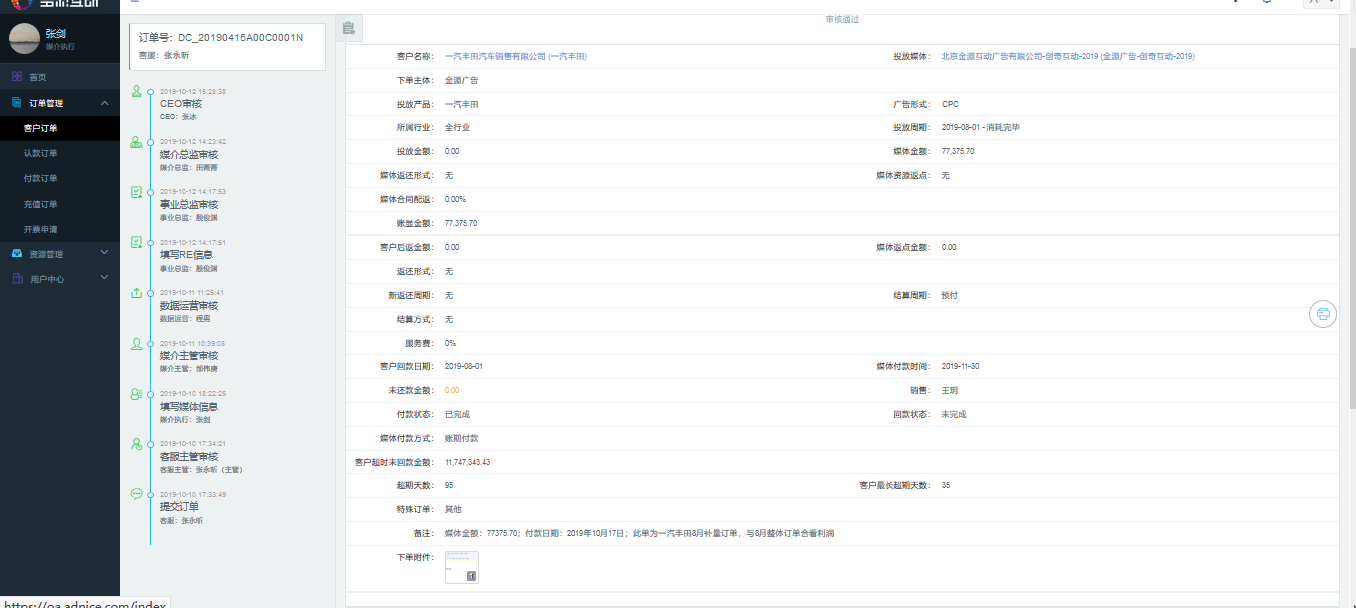 张剑
媒介执行
首页
订单管理
客户订单
认款订单
付款订单
充值订单
开票申请
资源管理
用户中心
https://oa.adnice.com/index
订单号：DC_20190415A00C0001N
客服：张永昕
2019-10-12 15:28:38
CEO审核
CEO：张冰
2019-10-12 14:23:42
媒介总监审核
媒介总监：田菁菁
2019-10-12 14:17:53
事业总监审核
事业总监：殷俊渊
2019-10-12 14:17:51
填写RE信息
事业总监：殷俊渊
2019-10-11 11:25:41
数据运营审核
数据运营：程男
2019-10-11 10:39:08
媒介主管审核
媒介主管：邰伟庚
2019-10-10 18:22:25
填写媒体信息
媒介执行：张剑
2019-10-10 17:34:21
客服主管审核
客服主管：张永昕（主管）
2019-10-10 17:33:49
提交订单
客服：张永昕
审核通过
客户名称： 一汽丰田汽车销售有限公司 (一汽丰田) 投放媒体： 北京金源互动广告有限公司-创奇互动-2019 (金源广告-创奇互动-2019)
下单主体： 金源广告
投放产品： 一汽丰田 广告形式： CPC
所属行业： 全行业 投放周期： 2019-08-01 - 消耗完毕
投放金额： 0.00 媒体金额： 77,375.70
媒体返还形式： 无 媒体资源返点： 无
媒体合同配返： 0.00%
账显金额： 77,375.70
客户后返金额： 0.00 媒体返点金额： 0.00
返还形式： 无
新返还周期： 无 结算周期： 预付
结算方式： 无
服务费： 0%
客户回款日期： 2019-08-01 媒体付款时间： 2019-11-30
未还款金额： 0.00 销售： 王玥
付款状态： 已完成 回款状态： 未完成
媒体付款方式： 账期付款
客户超时未回款金额： 11,747,343.43
超期天数： 95 客户最长超期天数： 35
特殊订单： 其他
备注： 媒体金额：77375.70；付款日期：2019年10月17日；此单为一汽丰田8月补量订单，与8月整体订单合看利润
下单附件：